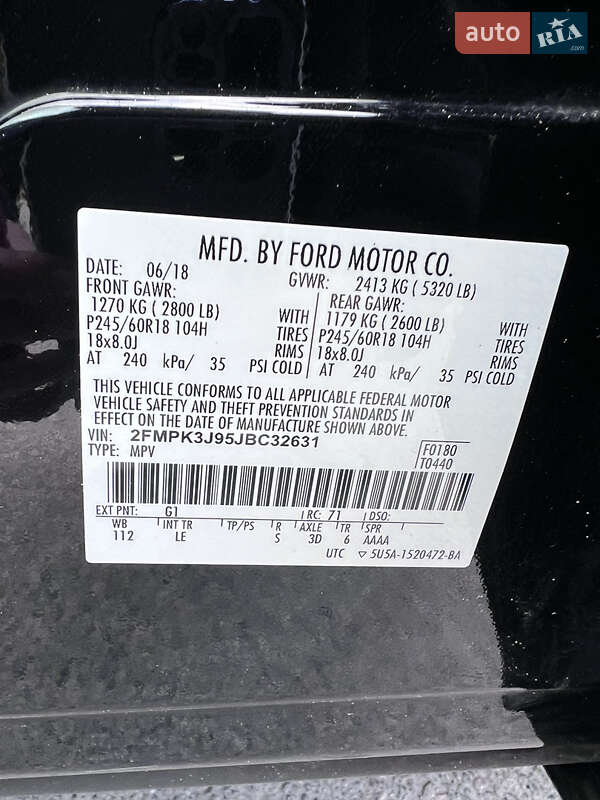 auto RIA.com
MFD. BY FORD MOTOR CO.
DATE: 06/18 GVWR: 2413 KG ( 5320 LB)
FRONT GAWR: REAR GAWR:
1270 KG ( 2800 LB) WITH 1179 KG ( 2600 LB) WITH
P245/60R18 104H TIRES P245/60R18 104H TIRES
18x8.0J RIMS 18x8.0J RIMS
AT 240 kPa/ 35 PSI COLD AT 240 kPa/ 35 PSI COLD
THIS VEHICLE CONFORMS TO ALL APPLICABLE FEDERAL MOTOR
VEHICLE SAFETY AND THEFT PREVENTION STANDARDS IN
EFFECT ON THE DATE OF MANUFACTURE SHOWN ABOVE.
VIN: 2FMPK3J95JBC32631 F0180
TYPE: MPV T0440
EXT PNT: G1 RC: 71 DSO:
WB INT TR TP/PS R AXLE TR SPR
112 LE S 3D 6 AAAA
UTC ▽ 5U5A-1520472-BA